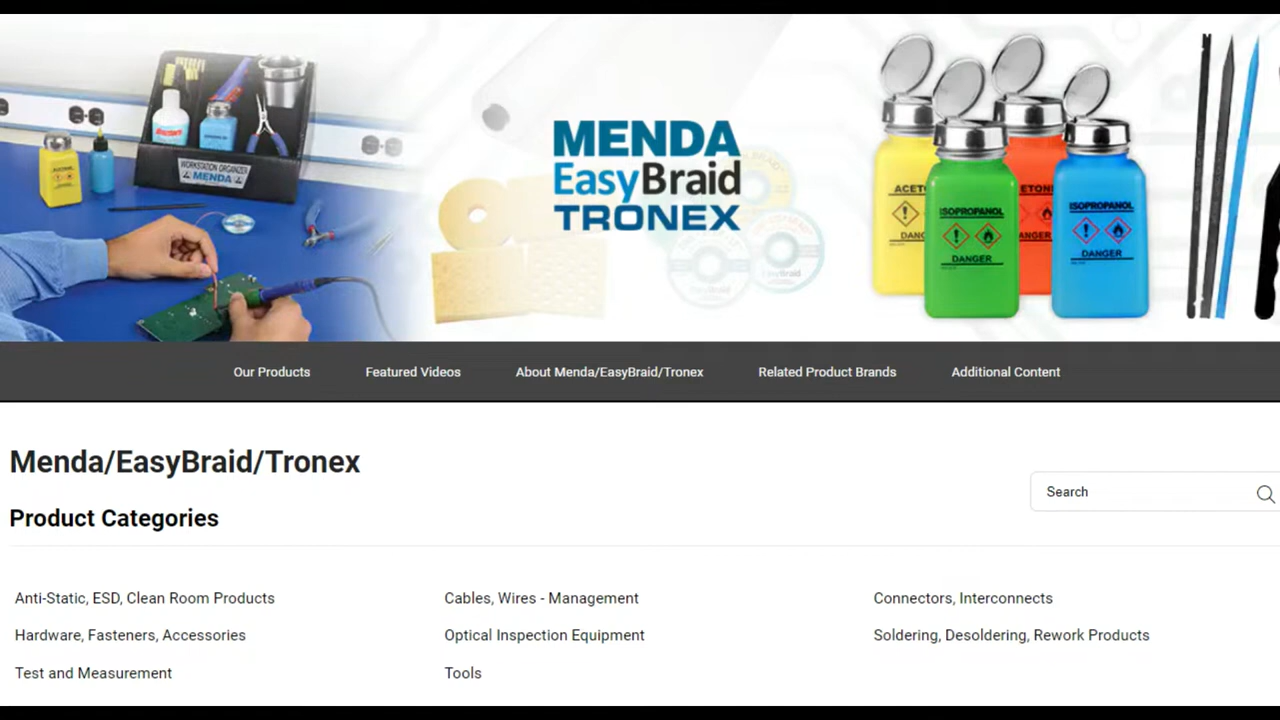 MENDA
EasyBraid
TRONEX
WORKSTATION ORGANIZER
MENDA
ISOPROPANOL
DANGER
ISOPROPANOL
DANGER
Our Products
Featured Videos
About Menda/EasyBraid/Tronex
Related Product Brands
Additional Content
Menda/EasyBraid/Tronex
Search
Product Categories
Anti-Static, ESD, Clean Room Products
Cables, Wires - Management
Connectors, Interconnects
Hardware, Fasteners, Accessories
Optical Inspection Equipment
Soldering, Desoldering, Rework Products
Test and Measurement
Tools